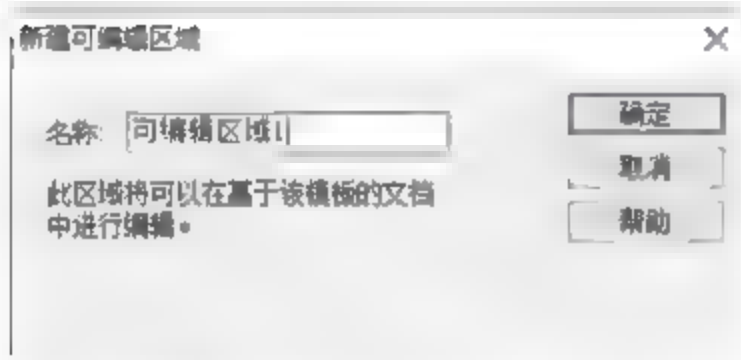 新建可编辑区域
名称:
可编辑区域1
确定
取消
此区域将可以在基于该模板的文档
中进行编辑。
帮助